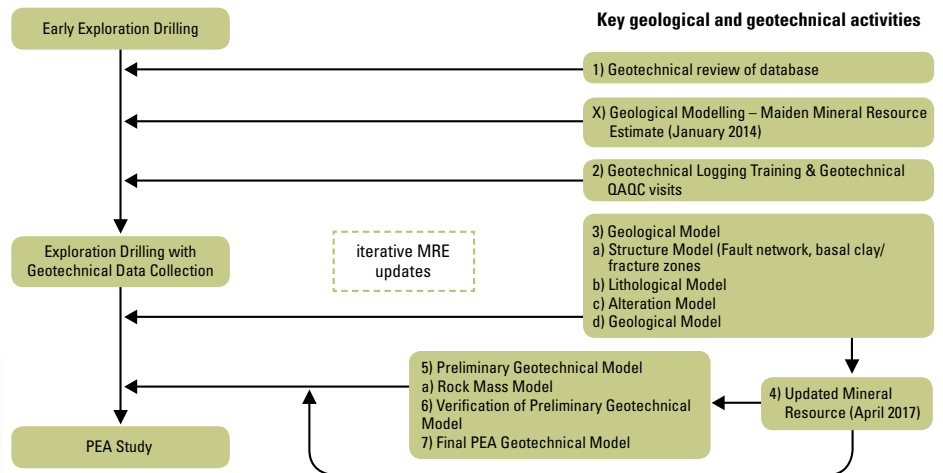 Early Exploration Drilling
Key geological and geotechnical activities
1) Geotechnical review of database
X) Geological Modelling – Maiden Mineral Resource
Estimate (January 2014)
2) Geotechnical Logging Training & Geotechnical
QAQC visits
Exploration Drilling with
Geotechnical Data Collection
iterative MRE
updates
3) Geological Model
a) Structure Model (Fault network, basal clay/
fracture zones
b) Lithological Model
c) Alteration Model
d) Geological Model
5) Preliminary Geotechnical Model
a) Rock Mass Model
6) Verification of Preliminary Geotechnical
Model
7) Final PEA Geotechnical Model
4) Updated Mineral
Resource (April 2017)
PEA Study